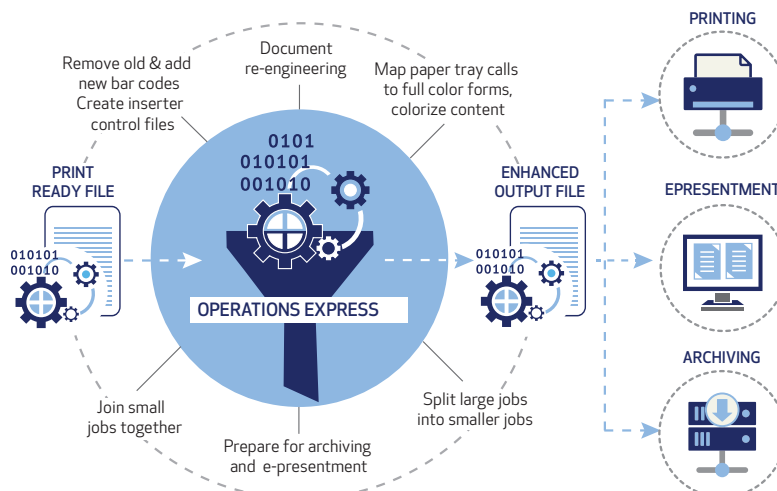 PRINTING
Document
re-engineering
Remove old & add
new bar codes
Create inserter
control files
Map paper tray calls
to full color forms,
colorize content
0101
010101
001010
PRINT
READY FILE
ENHANCED
OUTPUT FILE
EPRESENTMENT
010101
001010
010101
001010
OPERATIONS EXPRESS
ARCHIVING
Join small
jobs together
Split large jobs
into smaller jobs
Prepare for archiving
and e-presentment